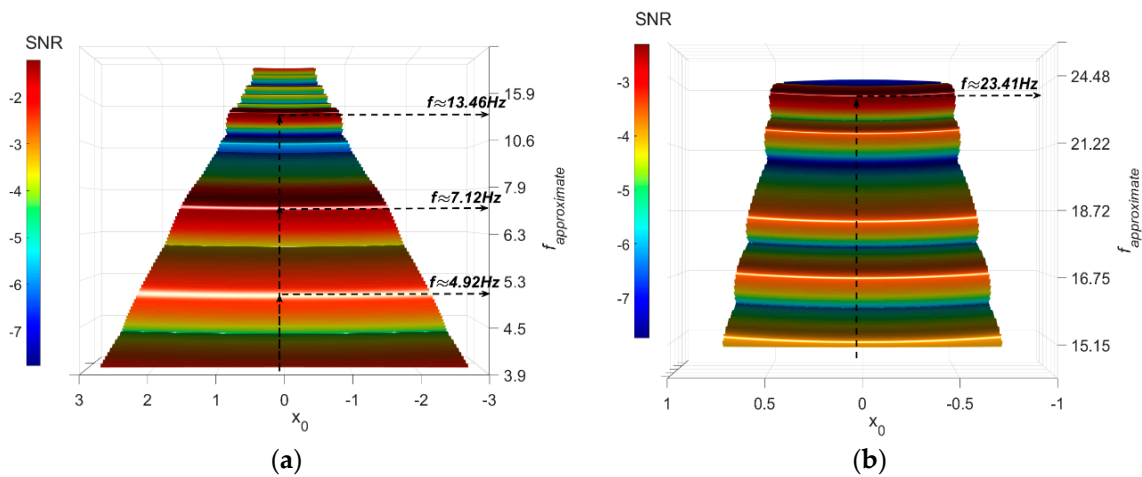 SNR
-2
-3
-4
-5
-6
-7
f≈13.46Hz
f≈7.12Hz
f≈4.92Hz
15.9
10.6
7.9
6.3
5.3
4.5
3.9
f_approximate
3 2 1 0 -1 -2 -3
x_0
(a)
SNR
-3
-4
-5
-6
-7
f≈23.41Hz
24.48
21.22
18.72
16.75
15.15
f_approximate
1 0.5 0 -0.5 -1
x_0
(b)